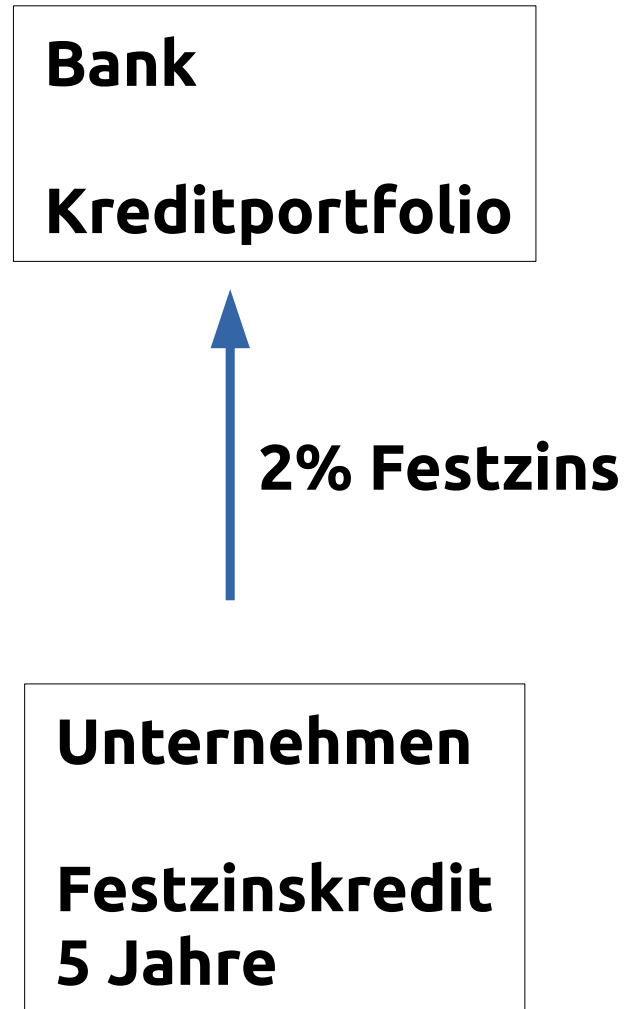 Bank
Kreditportfolio
2% Festzins
Unternehmen
Festzinskredit
5 Jahre